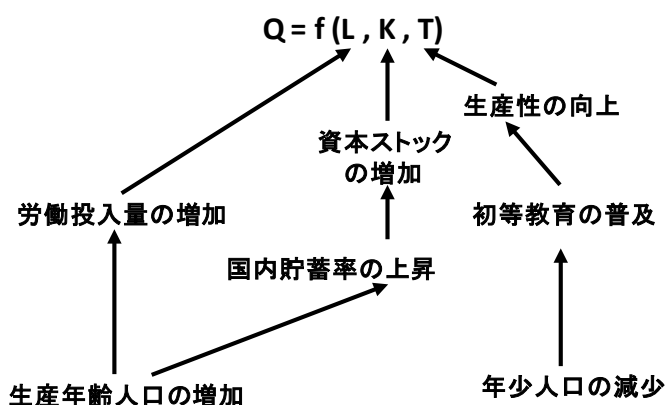 Q = f (L , K , T)
生産性の向上
資本ストック
の増加
労働投入量の増加
初等教育の普及
国内貯蓄率の上昇
生産年齢人口の増加
年少人口の減少